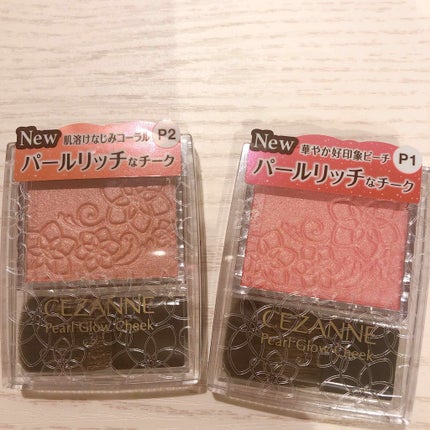 New
肌溶けなじみコーラル
P2
パールリッチなチーク
CEZANNE
Pearl Glow Cheek
New
華やか好印象ピーチ
P1
パールリッチなチーク
CEZANNE
Pearl Glow Cheek